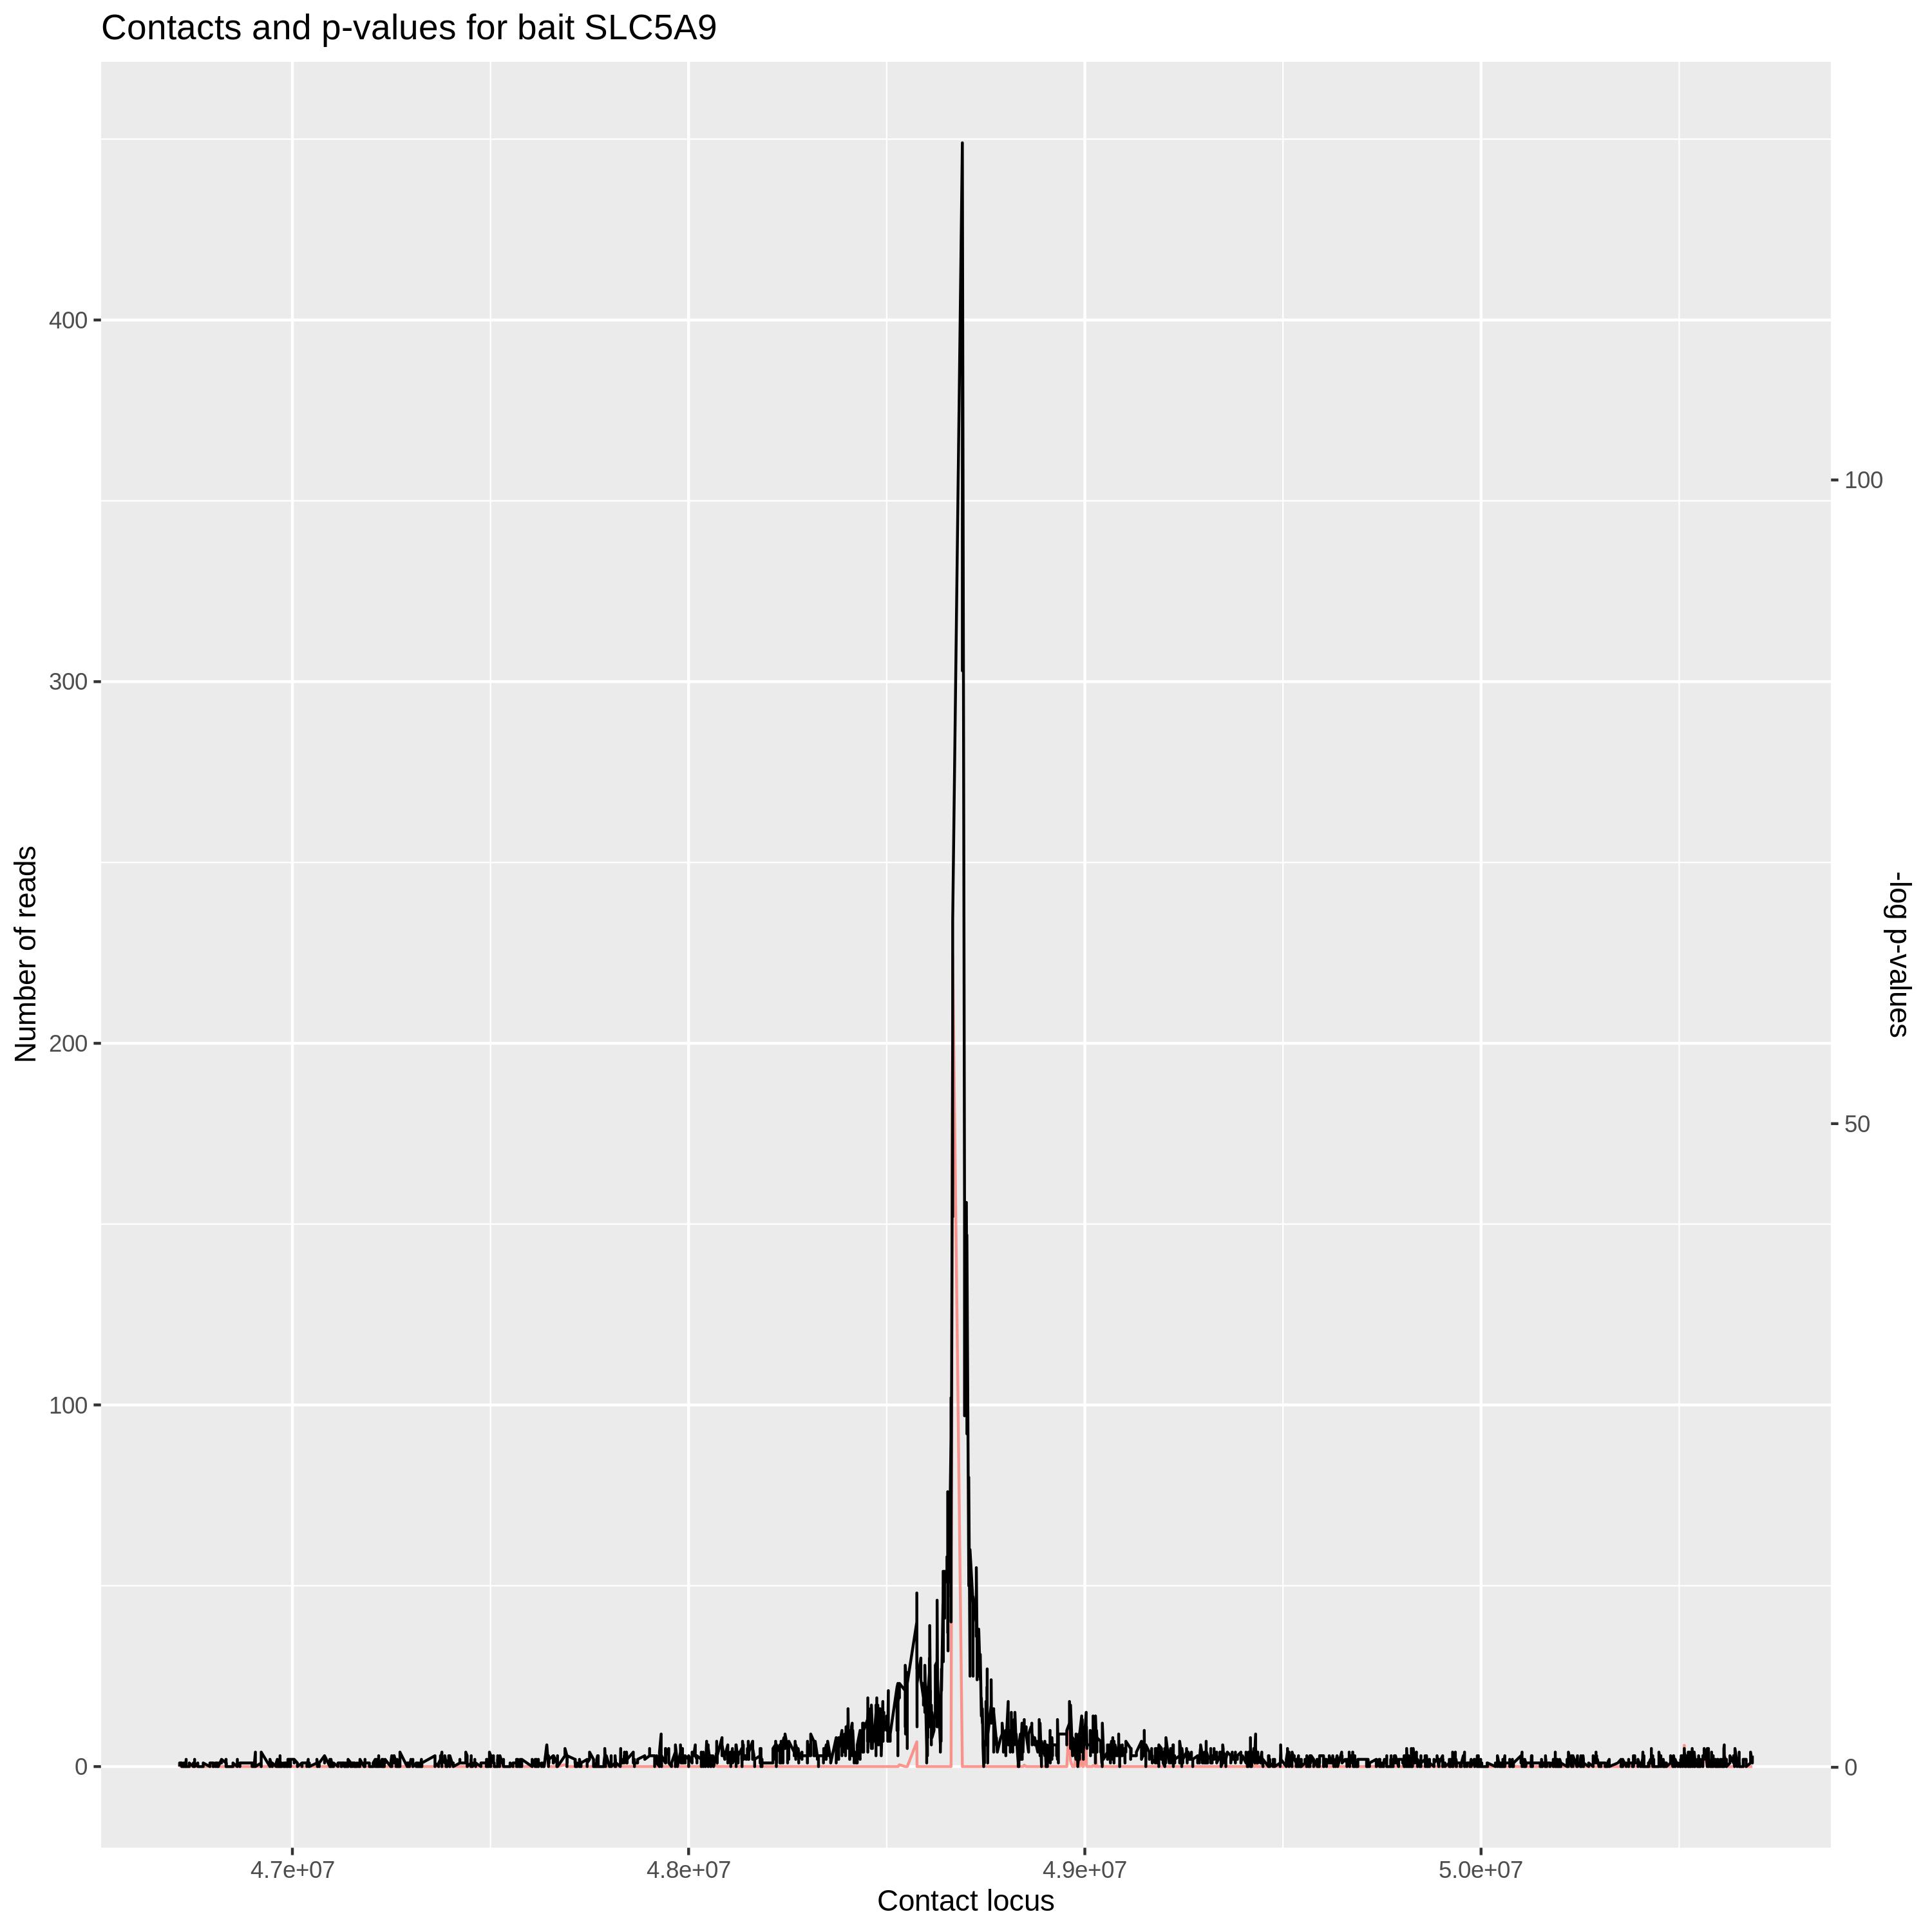 Contacts and p-values for bait SLC5A9
Number of reads
400
300
200
100
0
100
50
0
-log p-values
4.7e+07
4.8e+07
4.9e+07
5.0e+07
Contact locus